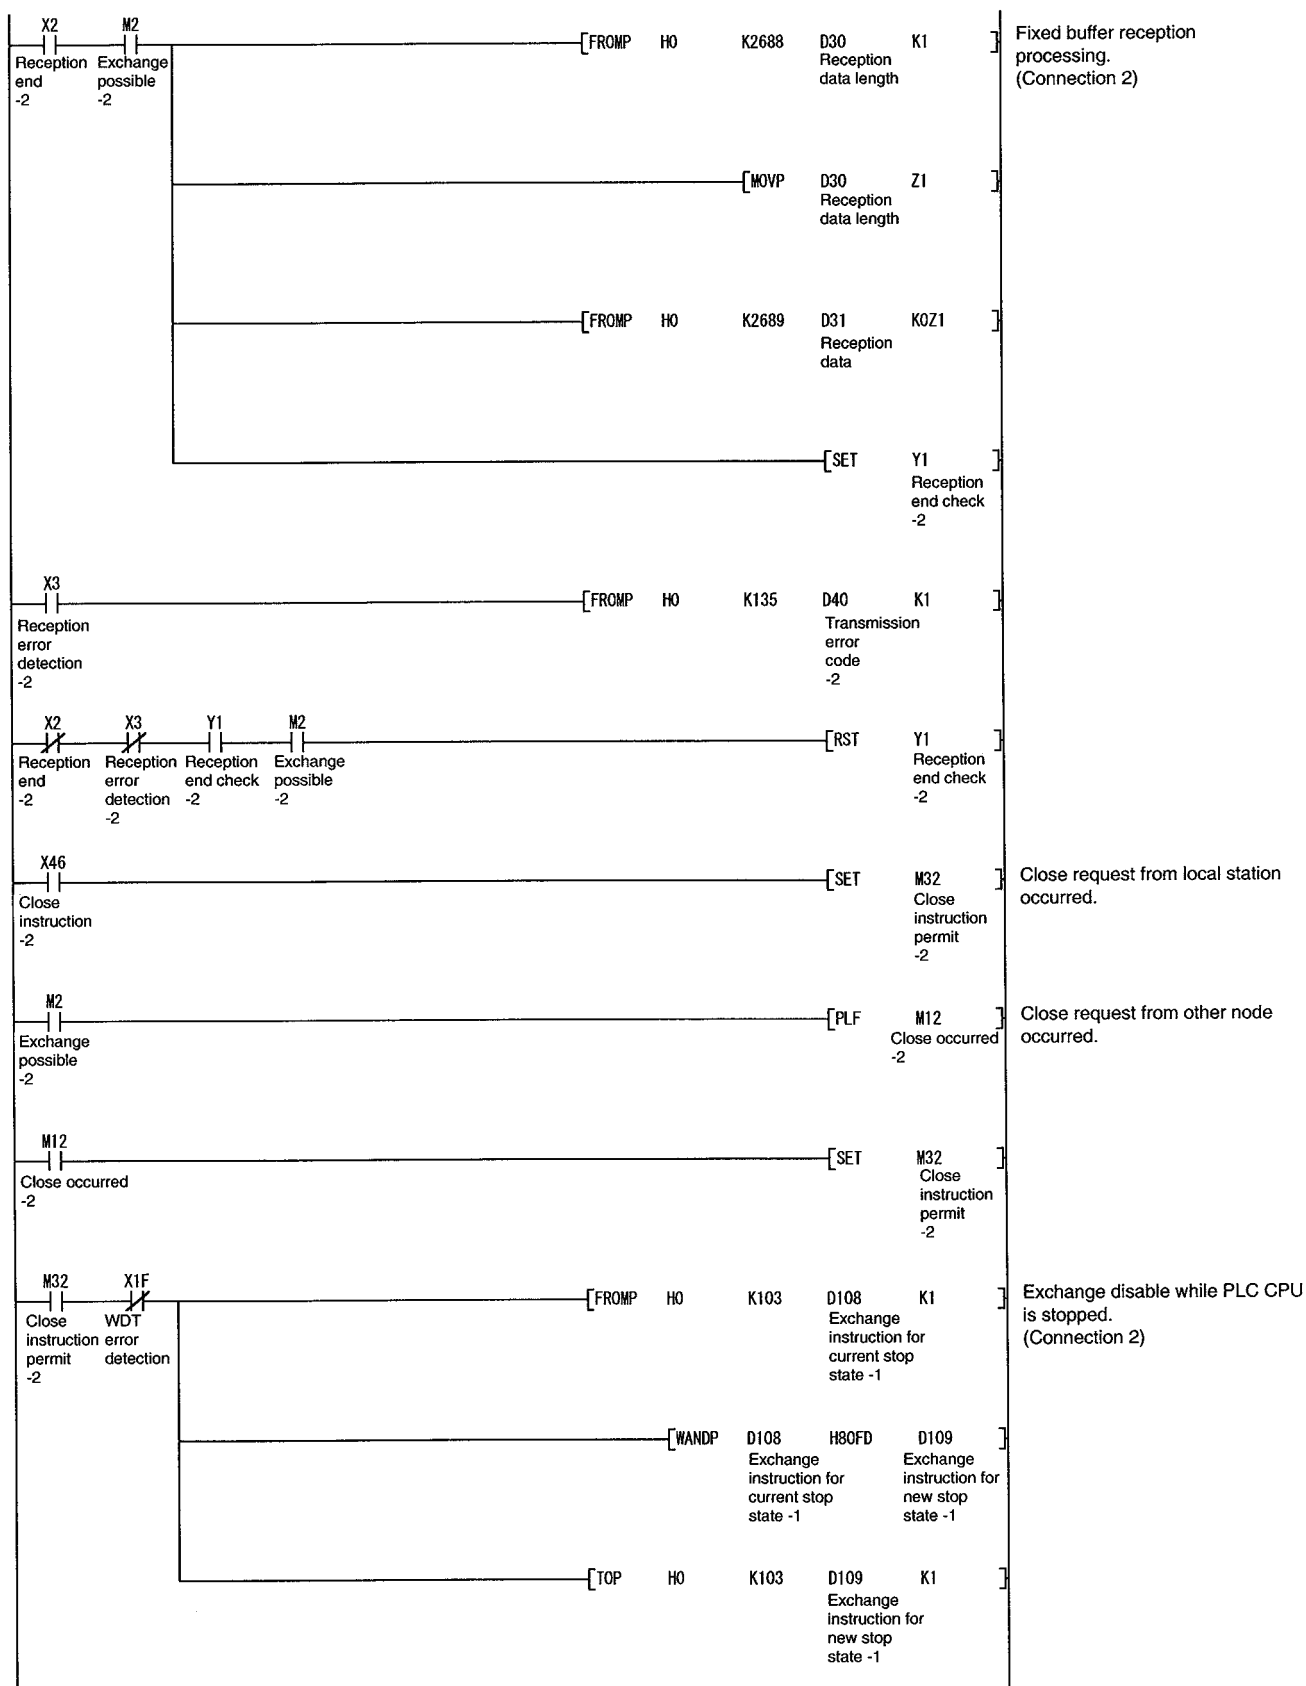 X2 M2
[FROMP H0 K2688 D30 K1 ]
Reception end -2
Exchange possible -2
Reception data length
Fixed buffer reception
processing.
(Connection 2)
[MOVP D30 Z1 ]
Reception data length
[FROMP H0 K2689 D31 K0Z1 ]
Reception data
[SET Y1 ]
Reception end check -2
X3
[FROMP H0 K135 D40 K1 ]
Reception error detection -2
Transmission error code -2
X2 X3 Y1 M2
[RST Y1 ]
Reception end -2
Reception error detection -2
Reception end check -2
Exchange possible -2
Reception end check -2
X46
[SET M32 ]
Close instruction -2
Close instruction permit -2
Close request from local station
occurred.
M2
[PLF M12 ]
Exchange possible -2
Close occurred -2
Close request from other node
occurred.
M12
[SET M32 ]
Close occurred -2
Close instruction permit -2
M32 X1F
[FROMP H0 K103 D108 K1 ]
Close instruction permit -2
WDT error detection
Exchange instruction for current stop state -1
Exchange disable while PLC CPU
is stopped.
(Connection 2)
[WANDP D108 H80FD D109 ]
Exchange instruction for current stop state -1
Exchange instruction for new stop state -1
[TOP H0 K103 D109 K1 ]
Exchange instruction for new stop state -1